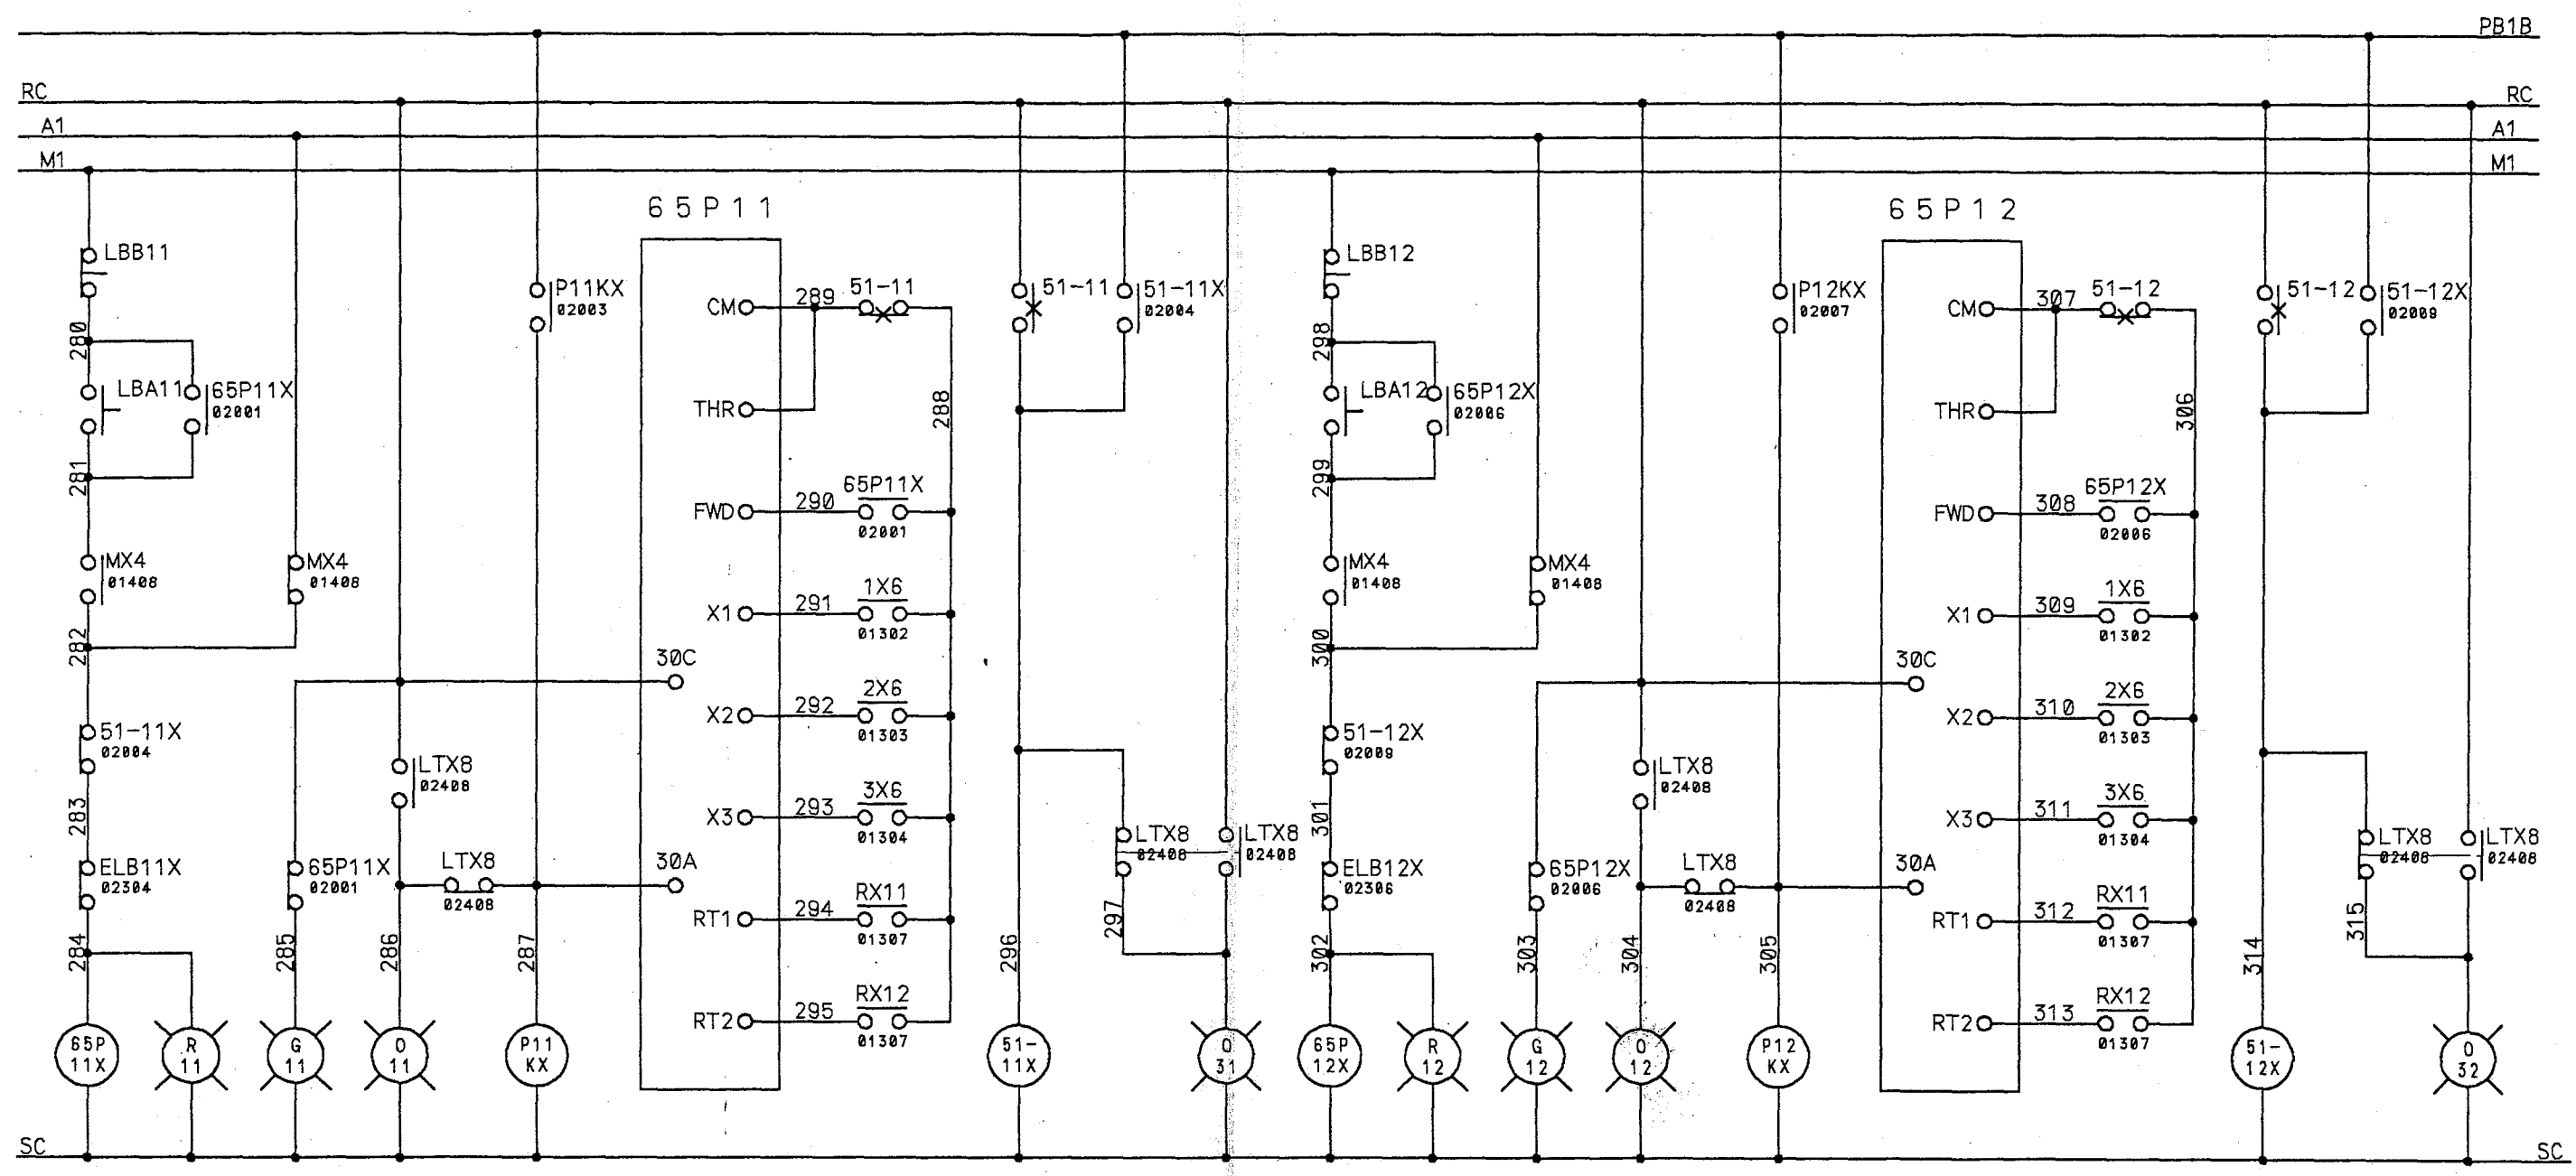 PB1B
RC
RC
A1
A1
M1
M1
65P11
65P12
LBB11
P11KX
02003
CM
289
51-11
51-11
51-11X
02004
LBB12
P12KX
02007
CM
307
51-12
51-12
51-12X
02009
280
LBA11
65P11X
02001
THR
288
298
LBA12
65P12X
02006
THR
306
281
299
FWD
290
65P11X
02001
FWD
308
65P12X
02006
MX4
01408
MX4
01408
X1
291
1X6
01302
MX4
01408
MX4
01408
X1
309
1X6
01302
282
30C
300
30C
X2
292
2X6
01303
X2
310
2X6
01303
51-11X
02004
LTX8
02408
51-12X
02009
LTX8
02408
283
X3
293
3X6
01304
LTX8
02408
LTX8
02408
301
X3
311
3X6
01304
LTX8
02408
LTX8
02408
ELB11X
02304
65P11X
02001
LTX8
02408
30A
ELB12X
02306
65P12X
02006
LTX8
02408
30A
RT1
294
RX11
01307
297
RT1
312
RX11
01307
315
284
285
286
287
296
302
303
304
305
314
RT2
295
RX12
01307
RT2
313
RX12
01307
65P
11X
R
11
G
11
O
11
P11
KX
51-
11X
O
31
65P
12X
R
12
G
12
O
12
P12
KX
51-
12X
O
32
SC
SC